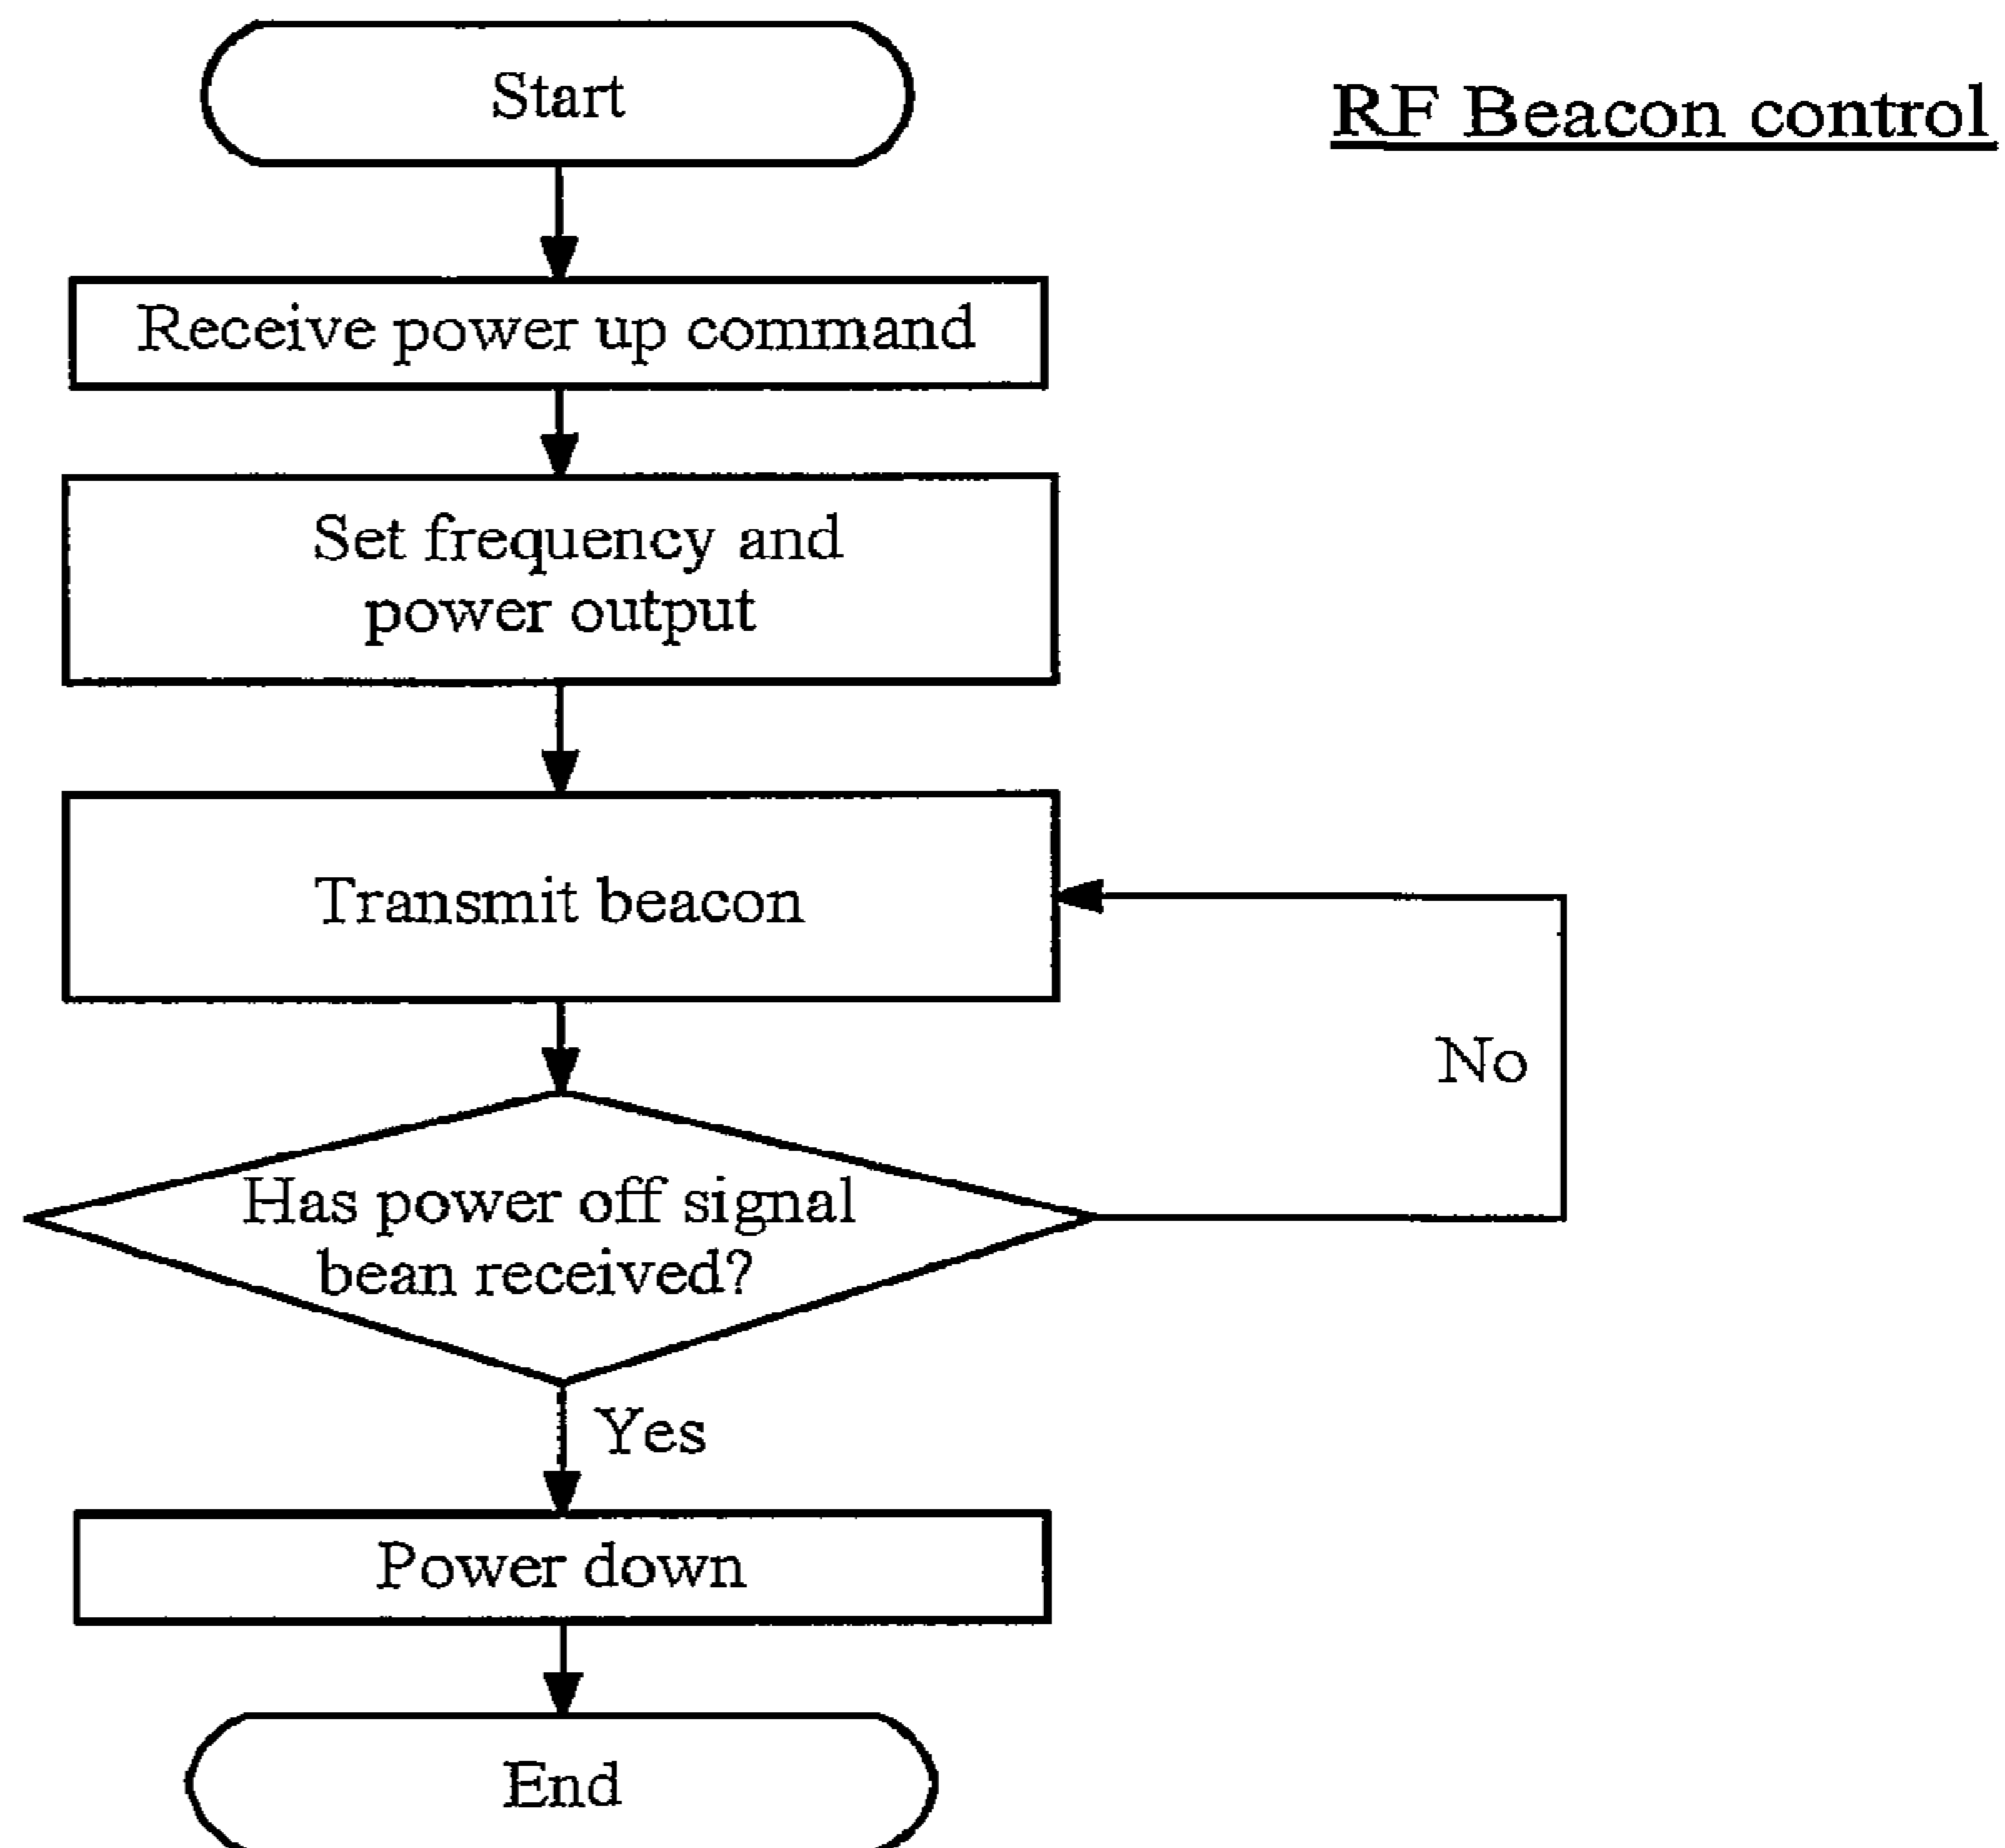 Start
RF Beacon control
Receive power up command
Set frequency and
power output
Transmit beacon
No
Has power off signal
bean received?
Yes
Power down
End